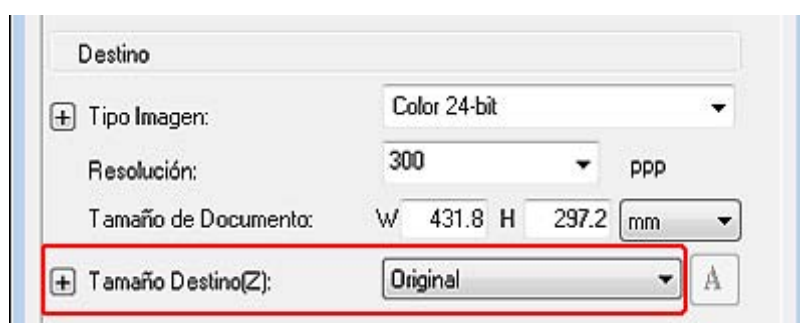 Destino
Tipo Imagen: Color 24-bit
Resolución: 300 ppp
Tamaño de Documento: W 431.8 H 297.2 mm
Tamaño Destino(Z): Original A